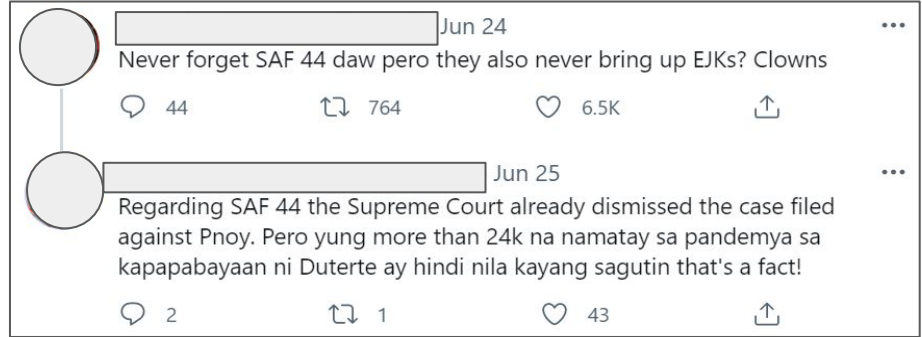 Jun 24
Never forget SAF 44 daw pero they also never bring up EJKs? Clowns
44 764 6.5K
Jun 25
Regarding SAF 44 the Supreme Court already dismissed the case filed
against Pnoy. Pero yung more than 24k na namatay sa pandemya sa
kapapabayaan ni Duterte ay hindi nila kayang sagutin that's a fact!
2 1 43